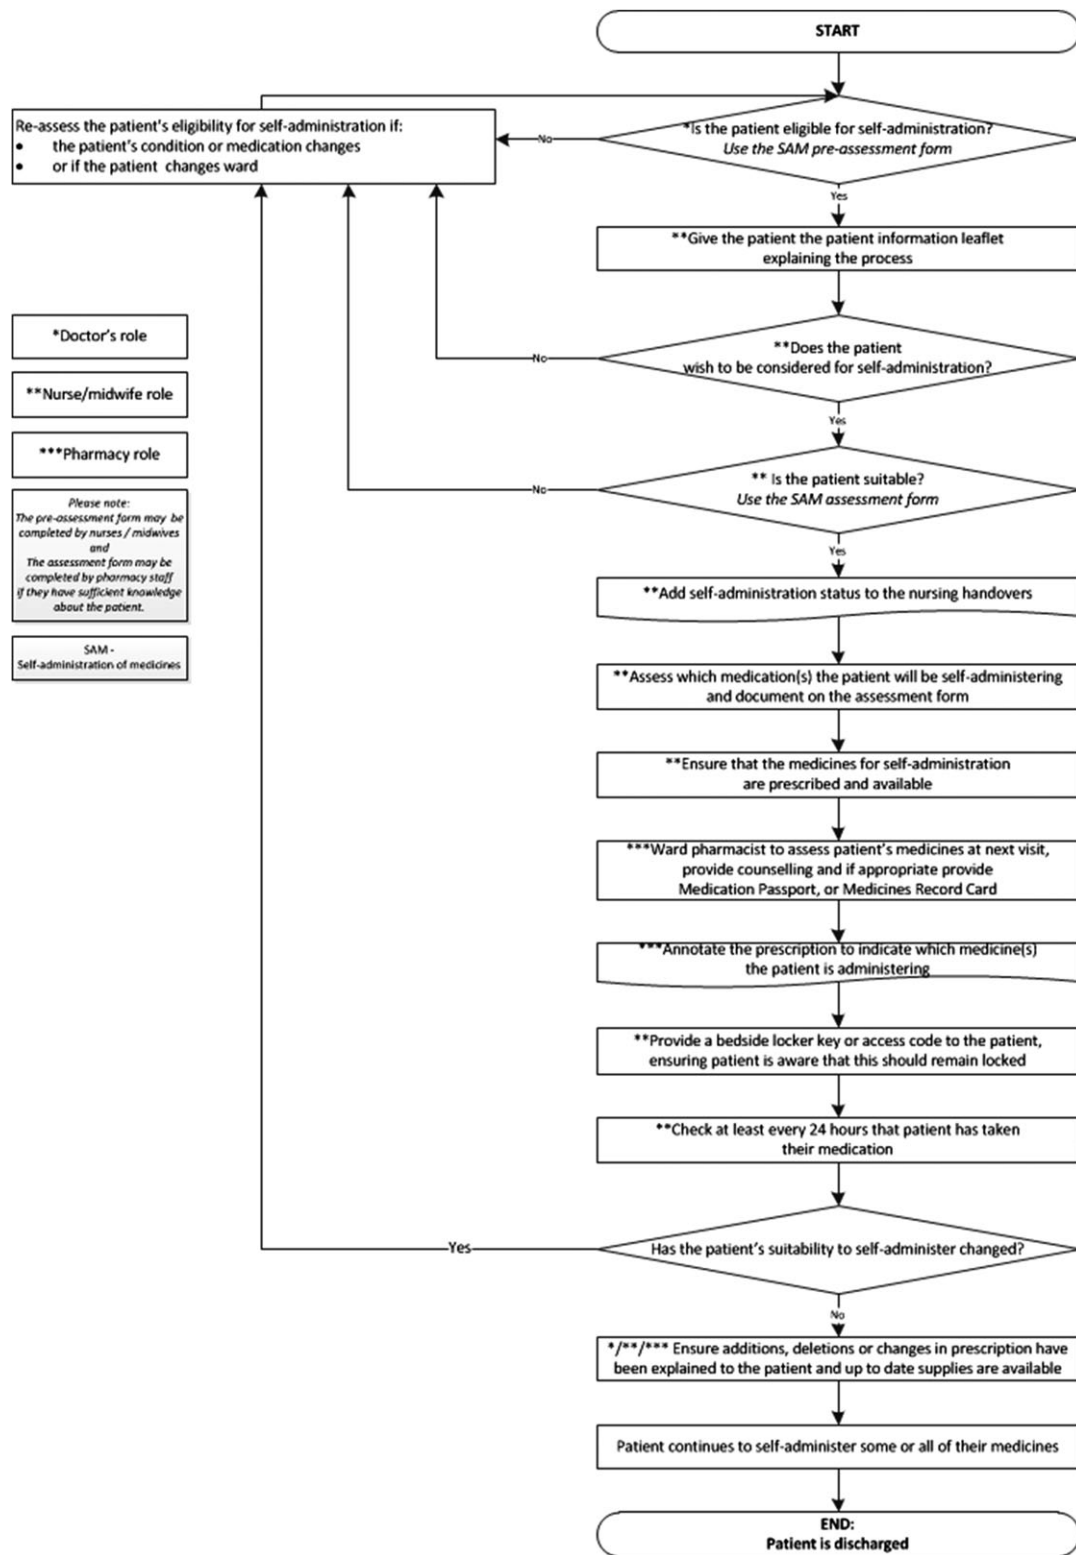 START
*Is the patient eligible for self-administration?
Use the SAM pre-assessment form
No
Re-assess the patient's eligibility for self-administration if:
• the patient's condition or medication changes
• or if the patient changes ward
Yes
**Give the patient the patient information leaflet
explaining the process
**Does the patient
wish to be considered for self-administration?
No
Yes
** Is the patient suitable?
Use the SAM assessment form
No
Yes
*Doctor's role
**Nurse/midwife role
***Pharmacy role
Please note:
The pre-assessment form may be
completed by nurses / midwives
and
The assessment form may be
completed by pharmacy staff
if they have sufficient knowledge
about the patient.
SAM -
Self-administration of medicines
**Add self-administration status to the nursing handovers
**Assess which medication(s) the patient will be self-administering
and document on the assessment form
**Ensure that the medicines for self-administration
are prescribed and available
***Ward pharmacist to assess patient's medicines at next visit,
provide counselling and if appropriate provide
Medication Passport, or Medicines Record Card
***Annotate the prescription to indicate which medicine(s)
the patient is administering
**Provide a bedside locker key or access code to the patient,
ensuring patient is aware that this should remain locked
**Check at least every 24 hours that patient has taken
their medication
Has the patient's suitability to self-administer changed?
Yes
No
*/**/*** Ensure additions, deletions or changes in prescription have
been explained to the patient and up to date supplies are available
Patient continues to self-administer some or all of their medicines
END:
Patient is discharged